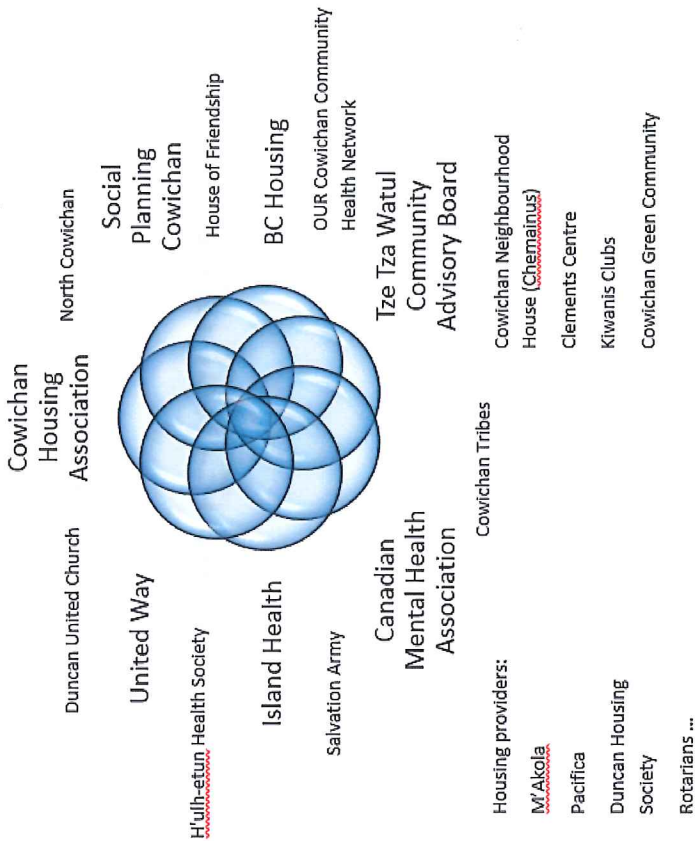 Cowichan
Housing
Association
Duncan United Church
North Cowichan
United Way
Social
Planning
Cowichan
H'ulh-etun Health Society
House of Friendship
Island Health
BC Housing
Salvation Army
OUR Cowichan Community
Health Network
Canadian
Mental Health
Association
Tze Tza Watul
Community
Advisory Board
Cowichan Tribes
Housing providers:
M'Akola
Pacifica
Duncan Housing
Society
Rotarians ...
Cowichan Neighbourhood
House (Chemainus)
Clements Centre
Kiwanis Clubs
Cowichan Green Community